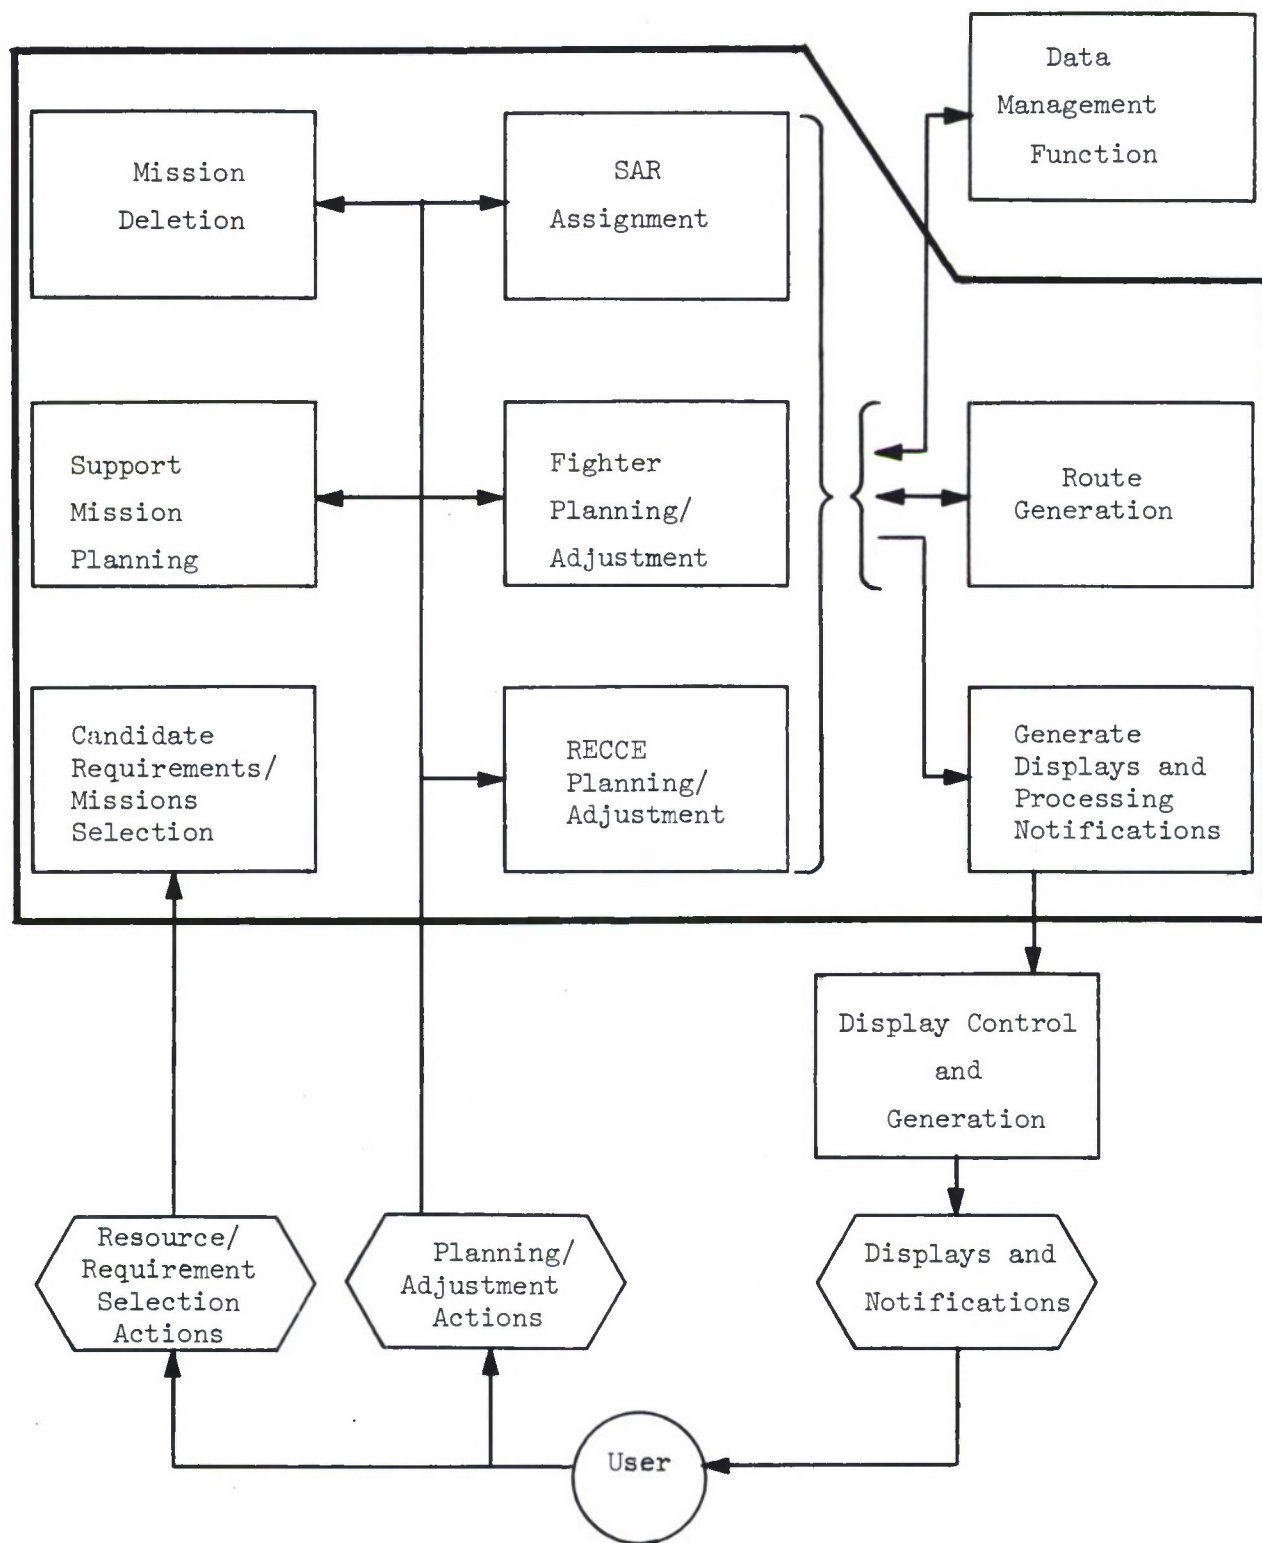 Data
Management
Function
Mission
Deletion
SAR
Assignment
Support
Mission
Planning
Fighter
Planning/
Adjustment
Route
Generation
Candidate
Requirements/
Missions
Selection
RECCE
Planning/
Adjustment
Generate
Displays and
Processing
Notifications
Display Control
and
Generation
Resource/
Requirement
Selection
Actions
Planning/
Adjustment
Actions
Displays and
Notifications
User